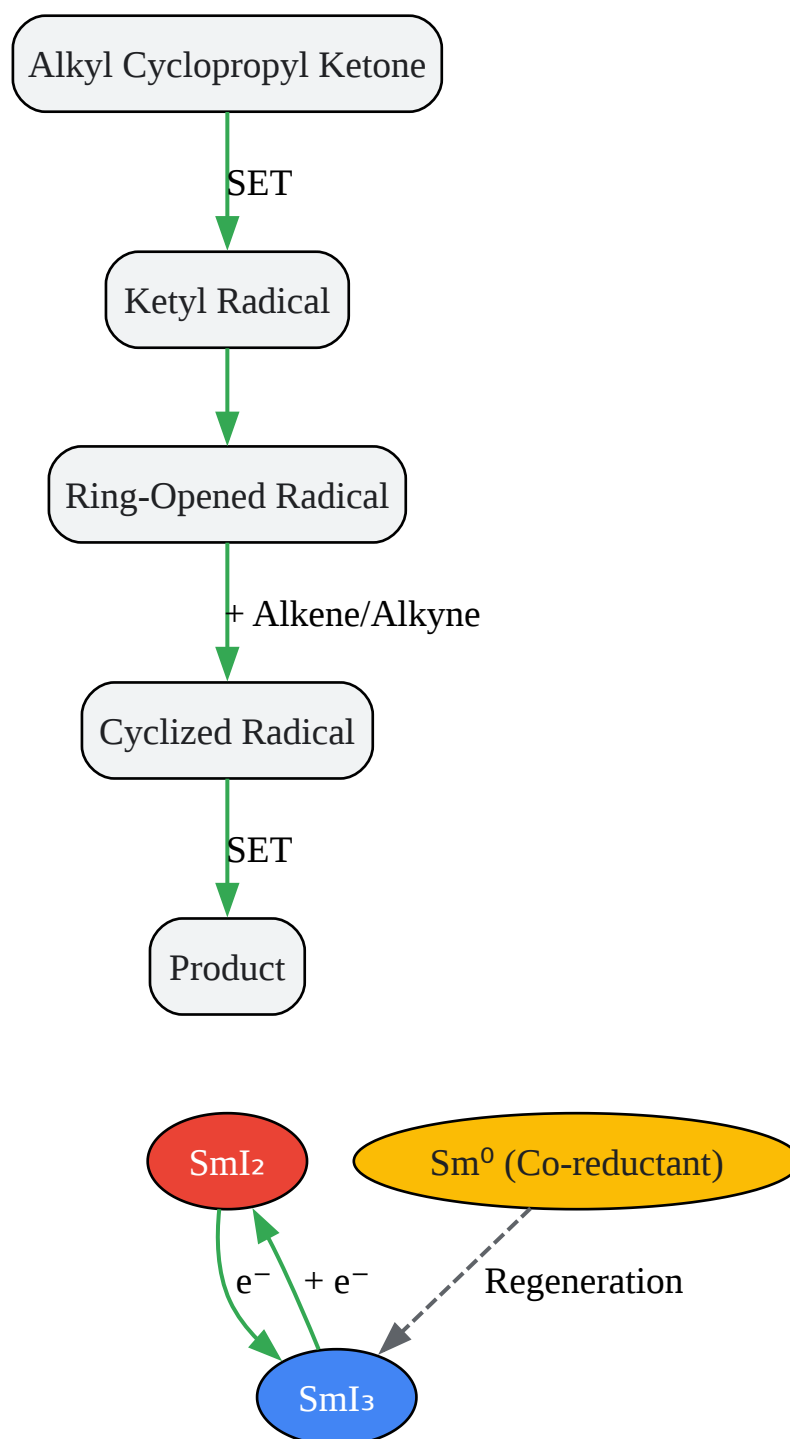 Alkyl Cyclopropyl Ketone
SET
Ketyl Radical
Ring-Opened Radical
+ Alkene/Alkyne
Cyclized Radical
SET
Product
SmI₂
Sm⁰ (Co-reductant)
e⁻
+ e⁻
Regeneration
SmI₃